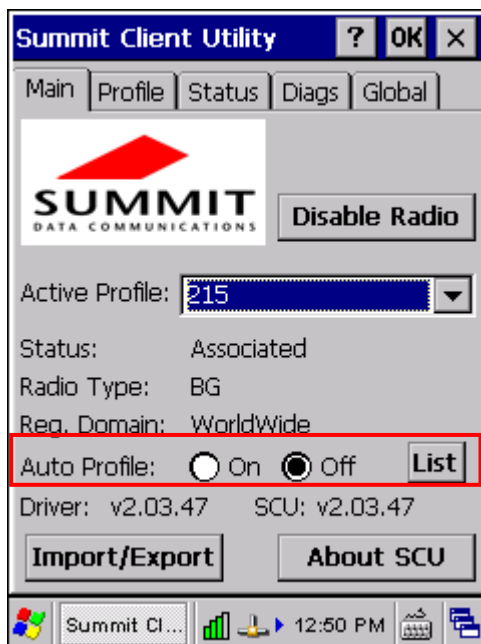 Summit Client Utility ? OK ×
Main Profile Status Diags Global
SUMMIT
DATA COMMUNICATIONS
Disable Radio
Active Profile: 215
Status: Associated
Radio Type: BG
Reg. Domain: WorldWide
Auto Profile: On Off List
Driver: v2.03.47 SCU: v2.03.47
Import/Export About SCU
Summit Cl... 12:50 PM